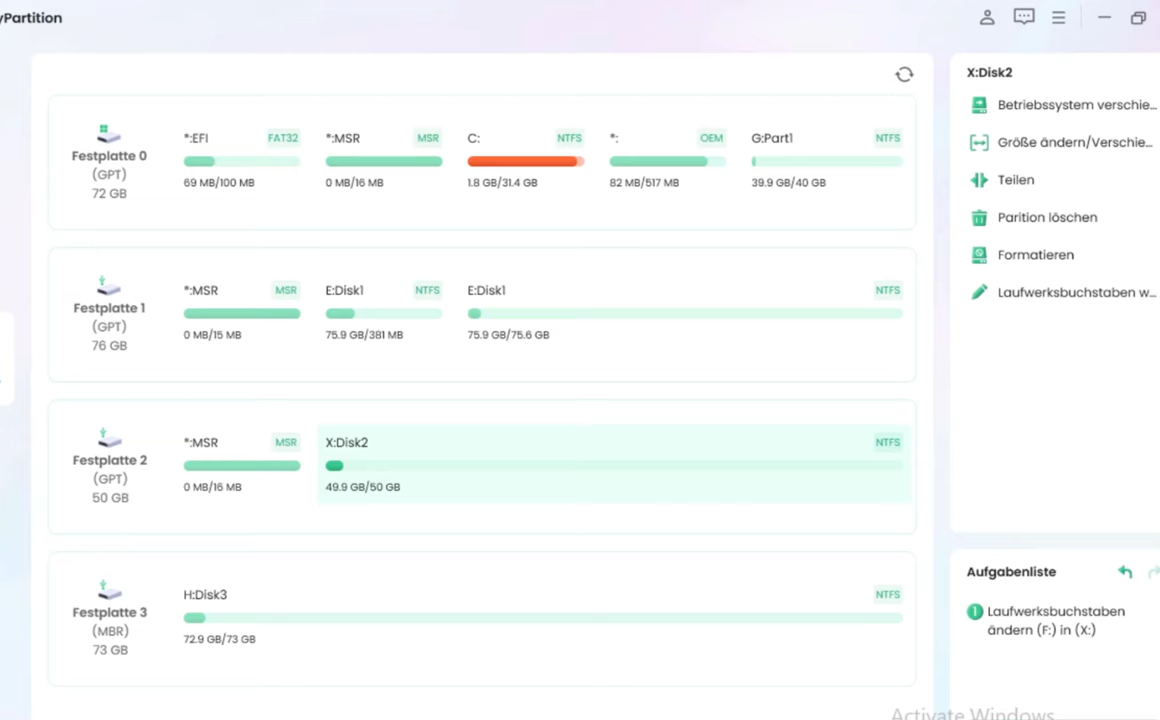 yPartition
X:Disk2
Betriebssystem verschie...
Größe ändern/Verschie...
Teilen
Parition löschen
Formatieren
Laufwerksbuchstaben w...
Festplatte 0
(GPT)
72 GB
*:EFI FAT32
69 MB/100 MB
*:MSR MSR
0 MB/16 MB
C: NTFS
1.8 GB/31.4 GB
*: OEM
82 MB/517 MB
G:Part1 NTFS
39.9 GB/40 GB
Festplatte 1
(GPT)
76 GB
*:MSR MSR
0 MB/15 MB
E:Disk1 NTFS
75.9 GB/381 MB
E:Disk1 NTFS
75.9 GB/75.6 GB
Festplatte 2
(GPT)
50 GB
*:MSR MSR
0 MB/16 MB
X:Disk2 NTFS
49.9 GB/50 GB
Festplatte 3
(MBR)
73 GB
H:Disk3 NTFS
72.9 GB/73 GB
Aufgabenliste
1 Laufwerksbuchstaben
ändern (F:) in (X:)
Activate Windows